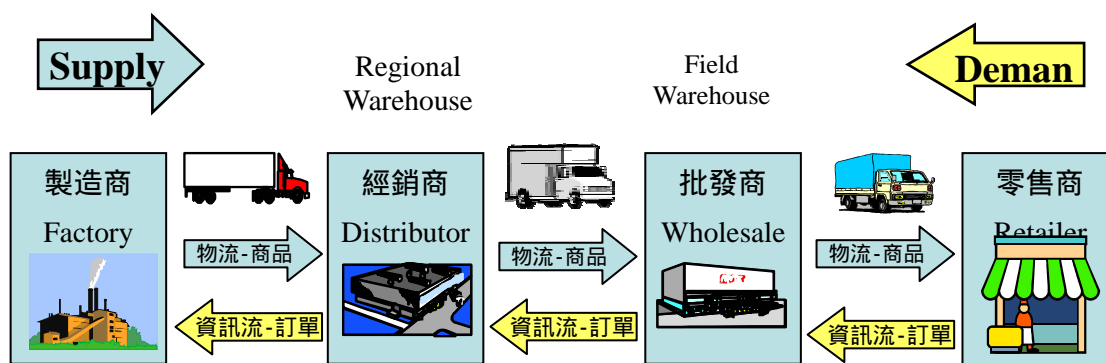 Supply
Regional
Warehouse
Field
Warehouse
Deman
製造商
Factory
經銷商
Distributor
批發商
Wholesale
零售商
Retailer
物流-商品
物流-商品
物流-商品
資訊流-訂單
資訊流-訂單
資訊流-訂單